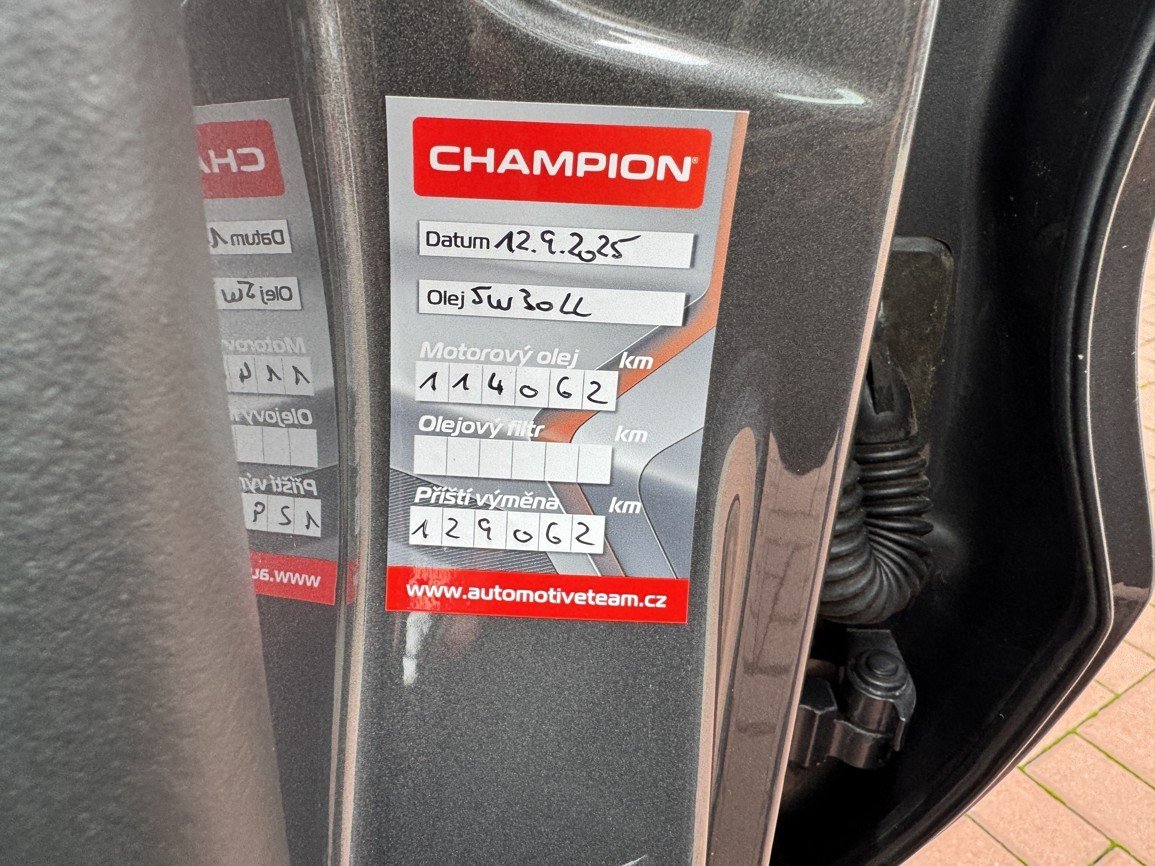 CHAMPION®
Datum 12.9.2025
Olej 5W30LL
Motorový olej km
114062
Olejový filtr km
Příští výměna km
129062
www.automotiveteam.cz